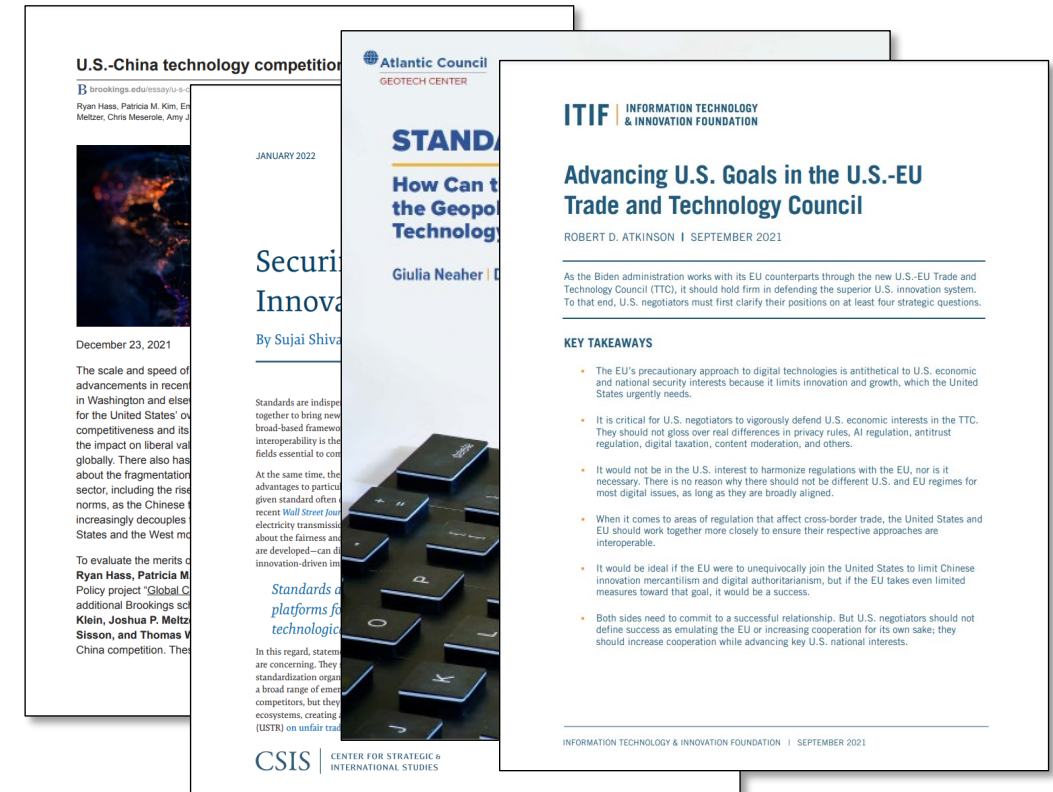 U.S.-China technology competition
B brookings.edu/essay/u-s-c
Ryan Hass, Patricia M. Kim, Em
Meltzer, Chris Meserole, Amy J
December 23, 2021
The scale and speed of
advancements in recent
in Washington and elsew
for the United States' ov
competitiveness and its
the impact on liberal val
globally. There also has
about the fragmentation
sector, including the rise
norms, as the Chinese t
increasingly decouples
States and the West mo
To evaluate the merits o
Ryan Hass, Patricia M.
Policy project "Global C
additional Brookings sch
Klein, Joshua P. Meltze
Sisson, and Thomas W
China competition. Thes
JANUARY 2022
Securi
Innova
By Sujai Shiva
Standards are indispe
together to bring new
broad-based framewo
interoperability is the
fields essential to com
At the same time, the
advantages to particul
given standard often
recent Wall Street Jour
electricity transmissio
about the fairness and
are developed—can di
innovation-driven im
Standards a
platforms fo
technologic
In this regard, stateme
are concerning. They
standardization organ
a broad range of emer
competitors, but they
ecosystems, creating
(USTR) on unfair trad
CSIS | CENTER FOR STRATEGIC &
INTERNATIONAL STUDIES
Atlantic Council
GEOTECH CENTER
STANDA
How Can t
the Geopol
Technology
Giulia Neaher | D
delete
+ =
P
O
L
K
J
ITIF | INFORMATION TECHNOLOGY
& INNOVATION FOUNDATION
Advancing U.S. Goals in the U.S.-EU
Trade and Technology Council
ROBERT D. ATKINSON | SEPTEMBER 2021
As the Biden administration works with its EU counterparts through the new U.S.-EU Trade and
Technology Council (TTC), it should hold firm in defending the superior U.S. innovation system.
To that end, U.S. negotiators must first clarify their positions on at least four strategic questions.
KEY TAKEAWAYS
▪ The EU's precautionary approach to digital technologies is antithetical to U.S. economic
and national security interests because it limits innovation and growth, which the United
States urgently needs.
▪ It is critical for U.S. negotiators to vigorously defend U.S. economic interests in the TTC.
They should not gloss over real differences in privacy rules, AI regulation, antitrust
regulation, digital taxation, content moderation, and others.
▪ It would not be in the U.S. interest to harmonize regulations with the EU, nor is it
necessary. There is no reason why there should not be different U.S. and EU regimes for
most digital issues, as long as they are broadly aligned.
▪ When it comes to areas of regulation that affect cross-border trade, the United States and
EU should work together more closely to ensure their respective approaches are
interoperable.
▪ It would be ideal if the EU were to unequivocally join the United States to limit Chinese
innovation mercantilism and digital authoritarianism, but if the EU takes even limited
measures toward that goal, it would be a success.
▪ Both sides need to commit to a successful relationship. But U.S. negotiators should not
define success as emulating the EU or increasing cooperation for its own sake; they
should increase cooperation while advancing key U.S. national interests.
INFORMATION TECHNOLOGY & INNOVATION FOUNDATION | SEPTEMBER 2021